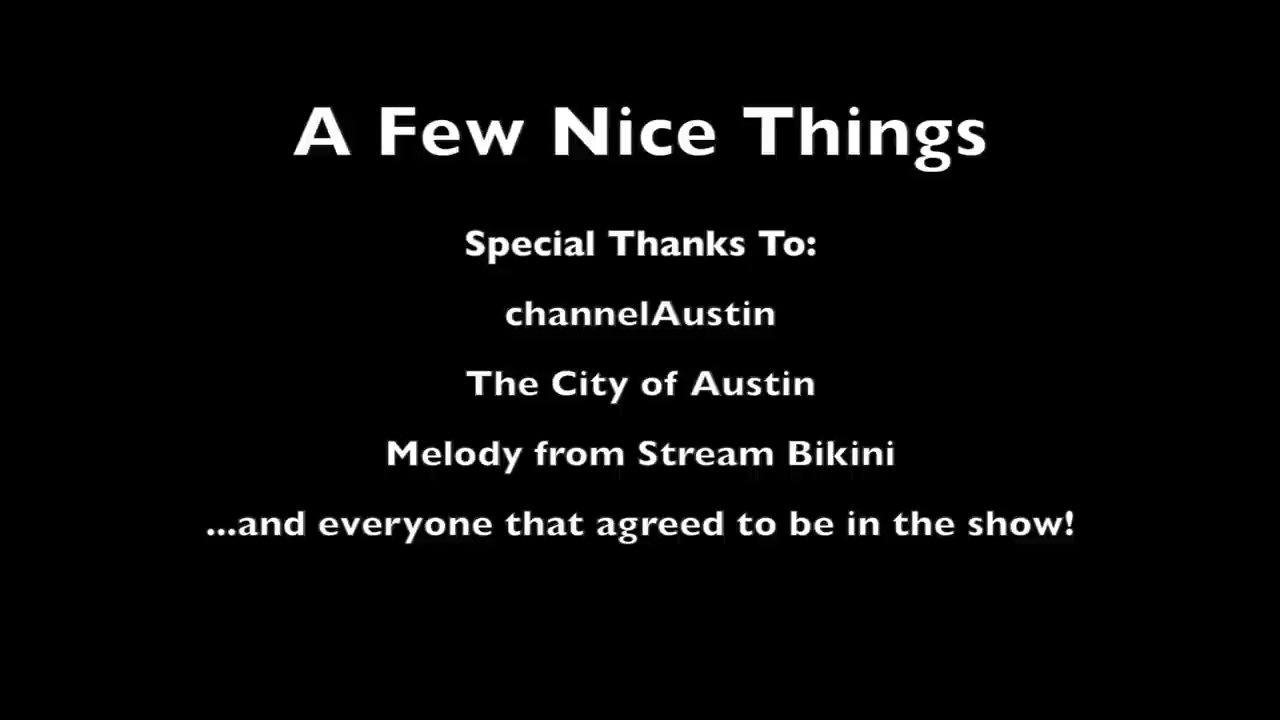 A Few Nice Things
Special Thanks To:
channelAustin
The City of Austin
Melody from Stream Bikini
...and everyone that agreed to be in the show!